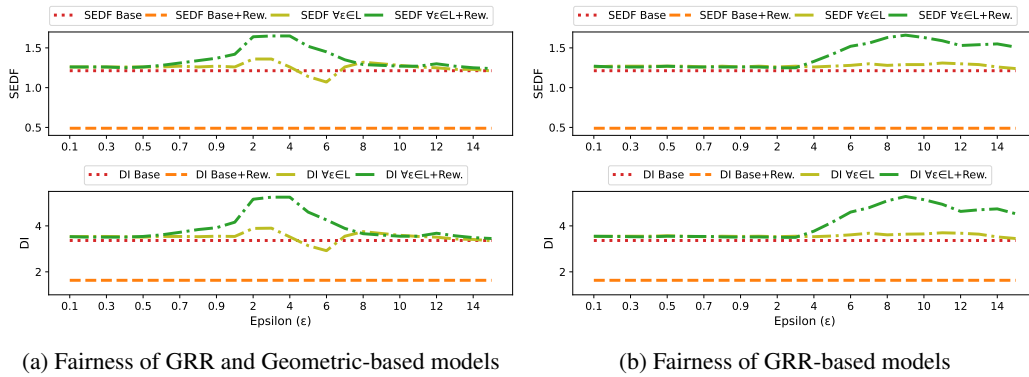 SEDF Base SEDF Base+Rew. SEDF ∀ε∈L SEDF ∀ε∈L+Rew.
1.5
1.0
0.5
SEDF
0.1 0.3 0.5 0.7 0.9 2 4 6 8 10 12 14
DI Base DI Base+Rew. DI ∀ε∈L DI ∀ε∈L+Rew.
4
2
DI
0.1 0.3 0.5 0.7 0.9 2 4 6 8 10 12 14
Epsilon (ε)
(a) Fairness of GRR and Geometric-based models
SEDF Base SEDF Base+Rew. SEDF ∀ε∈L SEDF ∀ε∈L+Rew.
1.5
1.0
0.5
SEDF
0.1 0.3 0.5 0.7 0.9 2 4 6 8 10 12 14
DI Base DI Base+Rew. DI ∀ε∈L DI ∀ε∈L+Rew.
4
2
DI
0.1 0.3 0.5 0.7 0.9 2 4 6 8 10 12 14
Epsilon (ε)
(b) Fairness of GRR-based models